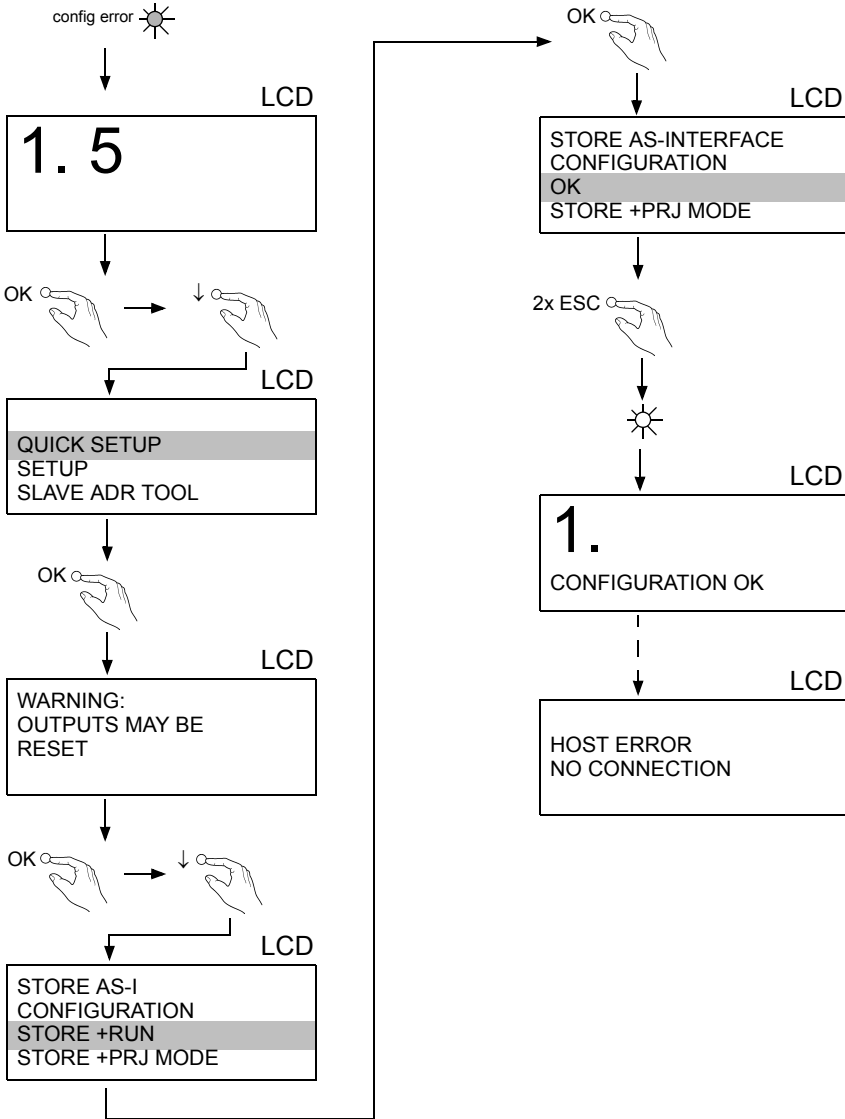 config error
LCD
1. 5
OK
↓
LCD
QUICK SETUP
SETUP
SLAVE ADR TOOL
OK
LCD
WARNING:
OUTPUTS MAY BE
RESET
OK
↓
LCD
STORE AS-I
CONFIGURATION
STORE +RUN
STORE +PRJ MODE
OK
LCD
STORE AS-INTERFACE
CONFIGURATION
OK
STORE +PRJ MODE
2x ESC
LCD
1.
CONFIGURATION OK
LCD
HOST ERROR
NO CONNECTION